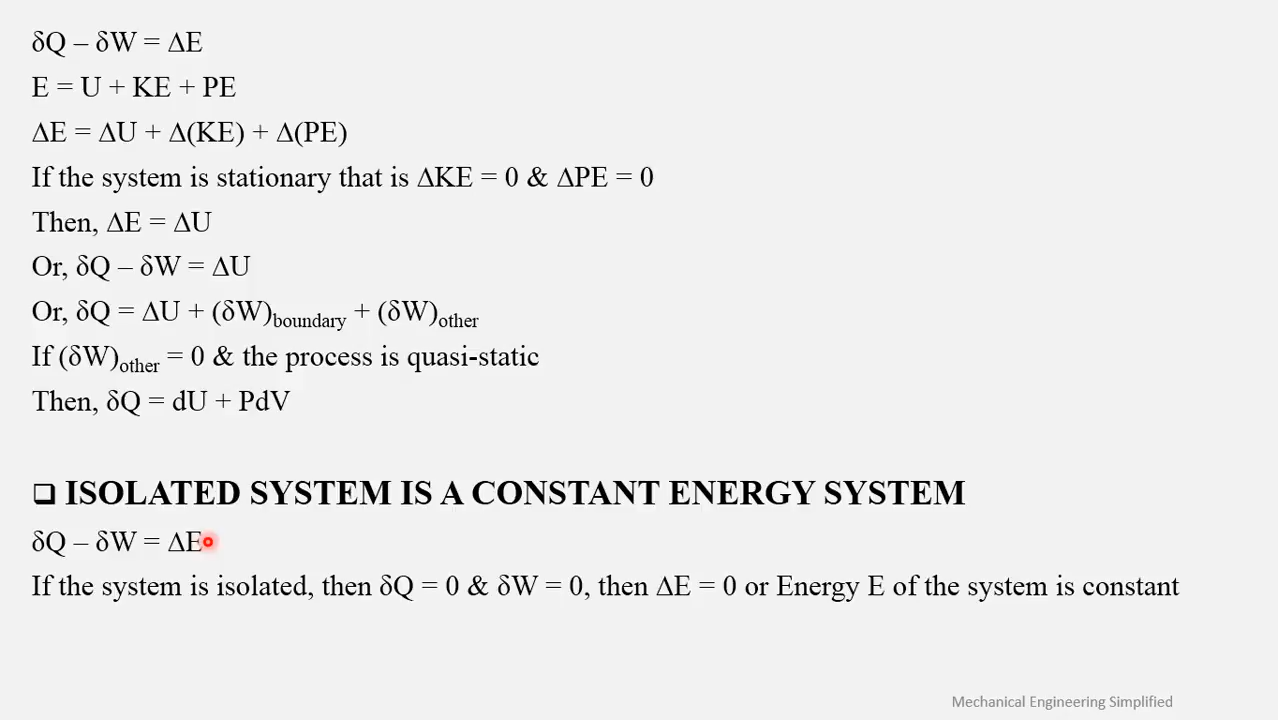 δQ – δW = ΔE
E = U + KE + PE
ΔE = ΔU + Δ(KE) + Δ(PE)
If the system is stationary that is ΔKE = 0 & ΔPE = 0
Then, ΔE = ΔU
Or, δQ – δW = ΔU
Or, δQ = ΔU + (δW)boundary + (δW)other
If (δW)other = 0 & the process is quasi-static
Then, δQ = dU + PdV
❑ ISOLATED SYSTEM IS A CONSTANT ENERGY SYSTEM
δQ – δW = ΔE
If the system is isolated, then δQ = 0 & δW = 0, then ΔE = 0 or Energy E of the system is constant
Mechanical Engineering Simplified